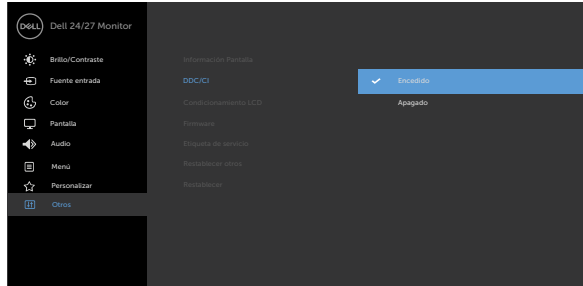 DELL Dell 24/27 Monitor
Brillo/Contraste
Fuente entrada
Color
Pantalla
Audio
Menú
Personalizar
Otros
Información Pantalla
DDC/CI
Condicionamiento LCD
Firmware
Etiqueta de servicio
Restablecer otros
Restablecer
Encedido
Apagado